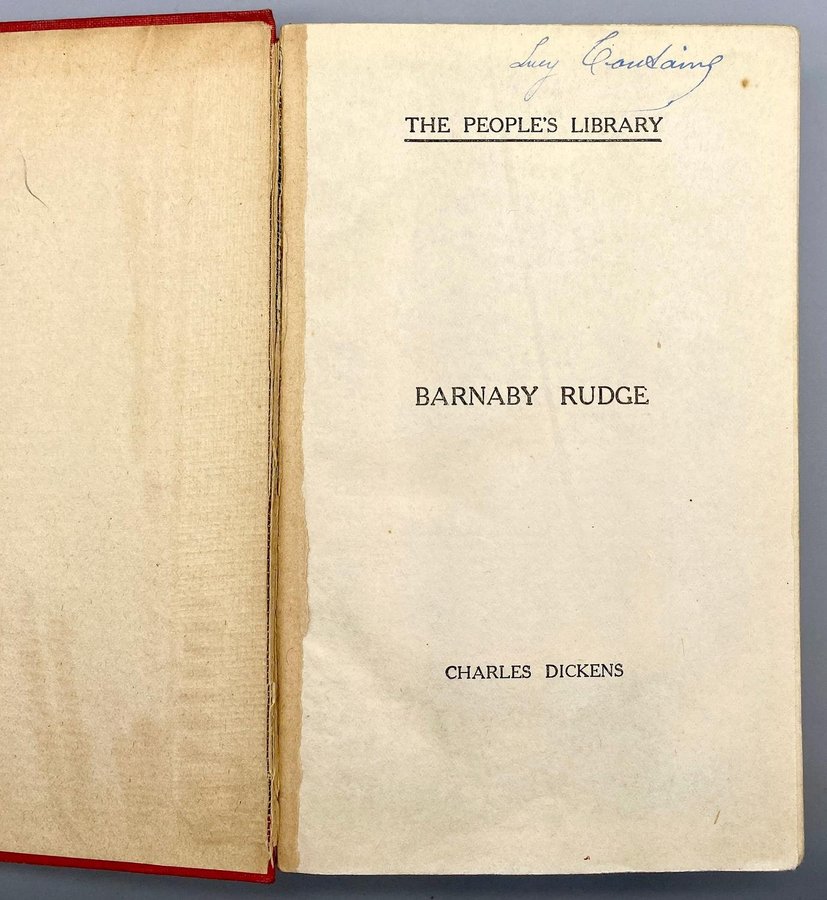 Lucy
THE PEOPLE'S LIBRARY
BARNABY RUDGE
CHARLES DICKENS